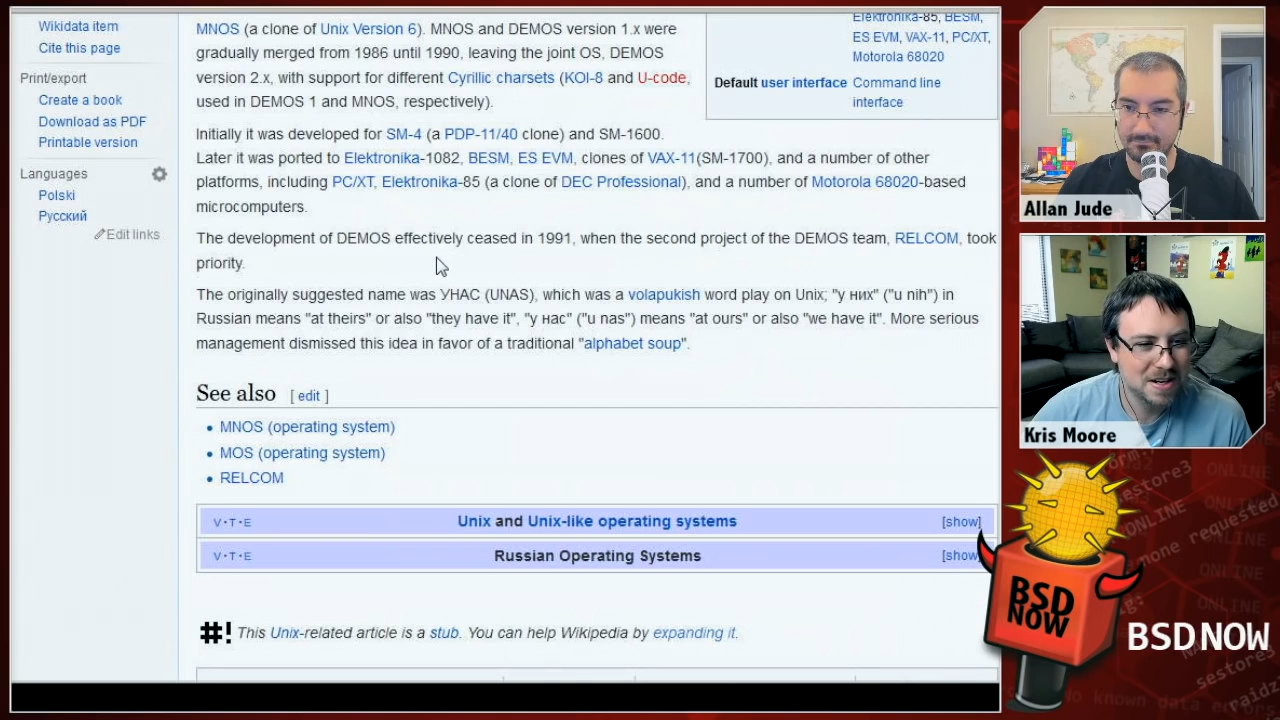 Wikidata item
Cite this page
Print/export
Create a book
Download as PDF
Printable version
Languages
Polski
Русский
Edit links
MNOS (a clone of Unix Version 6). MNOS and DEMOS version 1.x were
gradually merged from 1986 until 1990, leaving the joint OS, DEMOS
version 2.x, with support for different Cyrillic charsets (KOI-8 and U-code,
used in DEMOS 1 and MNOS, respectively).
Elektronika-85, BESM,
ES EVM, VAX-11, PC/XT,
Motorola 68020
Default user interface Command line
interface
Initially it was developed for SM-4 (a PDP-11/40 clone) and SM-1600.
Later it was ported to Elektronika-1082, BESM, ES EVM, clones of VAX-11(SM-1700), and a number of other
platforms, including PC/XT, Elektronika-85 (a clone of DEC Professional), and a number of Motorola 68020-based
microcomputers.
The development of DEMOS effectively ceased in 1991, when the second project of the DEMOS team, RELCOM, took
priority.
The originally suggested name was УНАС (UNAS), which was a volapukish word play on Unix; "у них" ("u nih") in
Russian means "at theirs" or also "they have it", "у нас" ("u nas") means "at ours" or also "we have it". More serious
management dismissed this idea in favor of a traditional "alphabet soup".
See also [ edit ]
• MNOS (operating system)
• MOS (operating system)
• RELCOM
V·T·E Unix and Unix-like operating systems [show]
V·T·E Russian Operating Systems [show]
#! This Unix-related article is a stub. You can help Wikipedia by expanding it.
Allan Jude
Kris Moore
BSD
NOW
BSD NOW